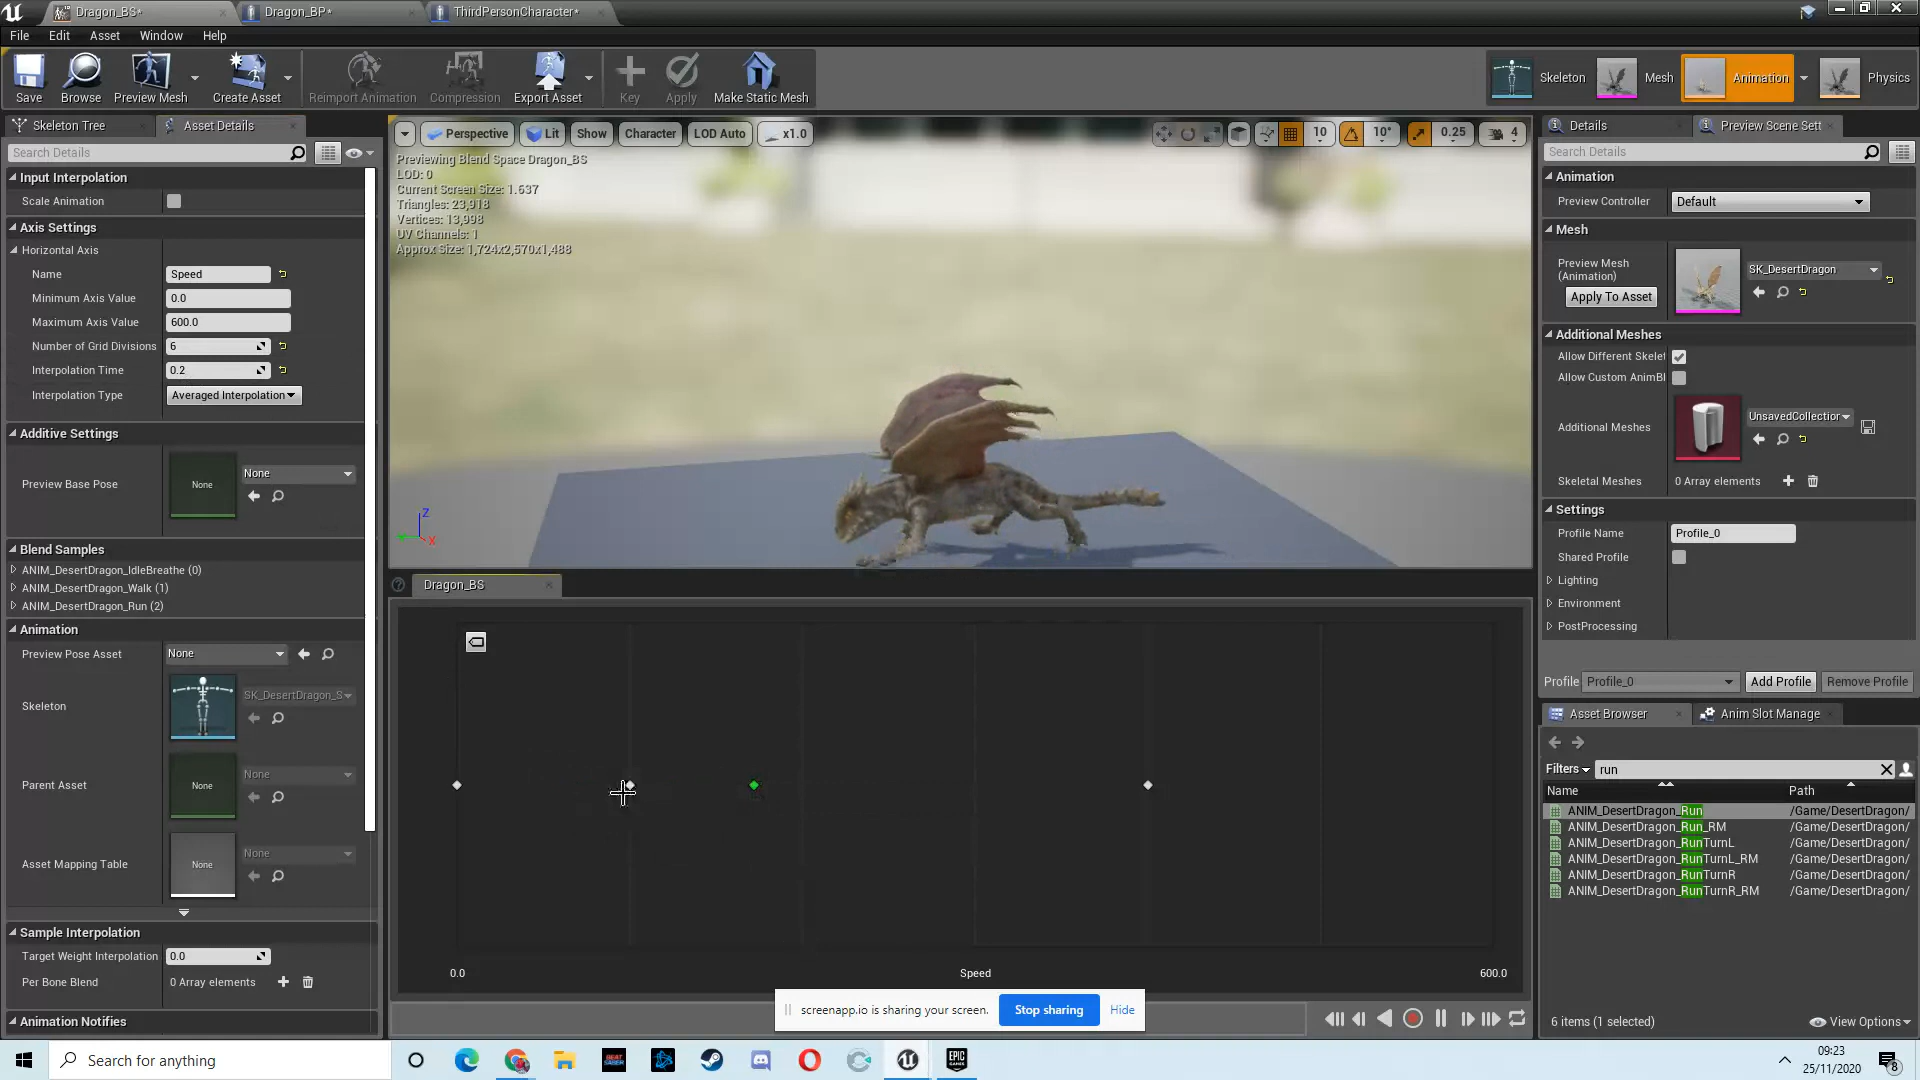 Dragon_BS*
Dragon_BP*
ThirdPersonCharacter*
File Edit Asset Window Help
Save
Browse
Preview Mesh
Create Asset
Reimport Animation
Compression
Export Asset
Key
Apply
Make Static Mesh
Skeleton
Mesh
Animation
Physics
Skeleton Tree
Asset Details
Search Details
Input Interpolation
Scale Animation
Axis Settings
Horizontal Axis
Name Speed
Minimum Axis Value 0.0
Maximum Axis Value 600.0
Number of Grid Divisions 6
Interpolation Time 0.2
Interpolation Type Averaged Interpolation
Additive Settings
Preview Base Pose None None
Blend Samples
ANIM_DesertDragon_IdleBreathe (0)
ANIM_DesertDragon_Walk (1)
ANIM_DesertDragon_Run (2)
Animation
Preview Pose Asset None
Skeleton SK_DesertDragon_S
Parent Asset None None
Asset Mapping Table None None
Sample Interpolation
Target Weight Interpolation 0.0
Per Bone Blend 0 Array elements
Animation Notifies
Perspective Lit Show Character LOD Auto x1.0
10 10° 0.25 4
Previewing Blend Space Dragon_BS
LOD: 0
Current Screen Size: 1.637
Triangles: 23,918
Vertices: 13,998
UV Channels: 1
Approx Size: 1,724x2,570x1,488
Z
X
Dragon_BS
0.0 Speed 600.0
screenapp.io is sharing your screen. Stop sharing Hide
Details
Preview Scene Sett
Search Details
Animation
Preview Controller Default
Mesh
Preview Mesh
(Animation)
Apply To Asset
SK_DesertDragon
Additional Meshes
Allow Different Skelet
Allow Custom AnimBl
Additional Meshes UnsavedCollection
Skeletal Meshes 0 Array elements
Settings
Profile Name Profile_0
Shared Profile
Lighting
Environment
PostProcessing
Profile Profile_0 Add Profile Remove Profile
Asset Browser
Anim Slot Manage
Filters run
Name Path
ANIM_DesertDragon_Run /Game/DesertDragon/
ANIM_DesertDragon_Run_RM /Game/DesertDragon/
ANIM_DesertDragon_RunTurnL /Game/DesertDragon/
ANIM_DesertDragon_RunTurnL_RM /Game/DesertDragon/
ANIM_DesertDragon_RunTurnR /Game/DesertDragon/
ANIM_DesertDragon_RunTurnR_RM /Game/DesertDragon/
6 items (1 selected) View Options
Search for anything
BEAT
SABER
EPIC
GAMES
09:23
25/11/2020
8